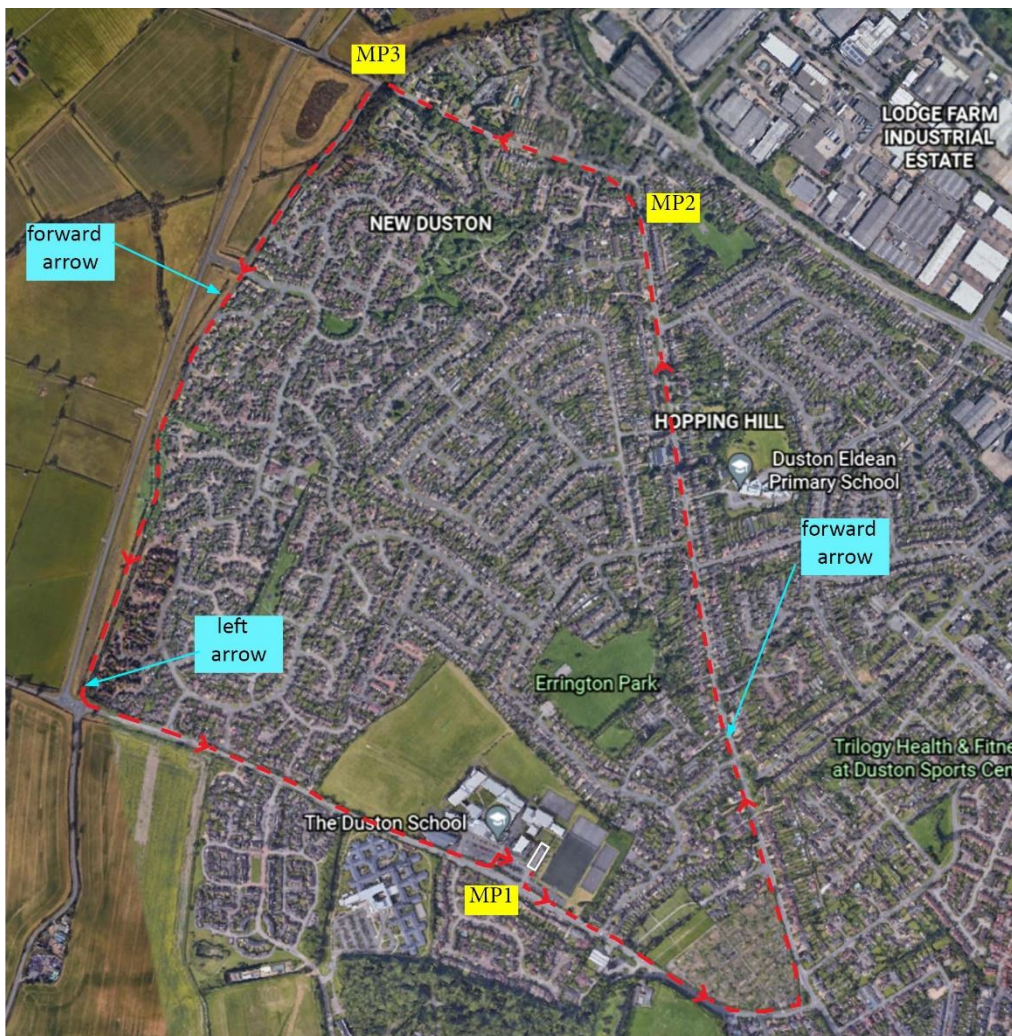 MP3
LODGE FARM
INDUSTRIAL
ESTATE
MP2
NEW DUSTON
forward
arrow
HOPPING HILL
Duston Eldean
Primary School
forward
arrow
left
arrow
Errington Park
Trilogy Health & Fitne
at Duston Sports Cen
The Duston School
MP1